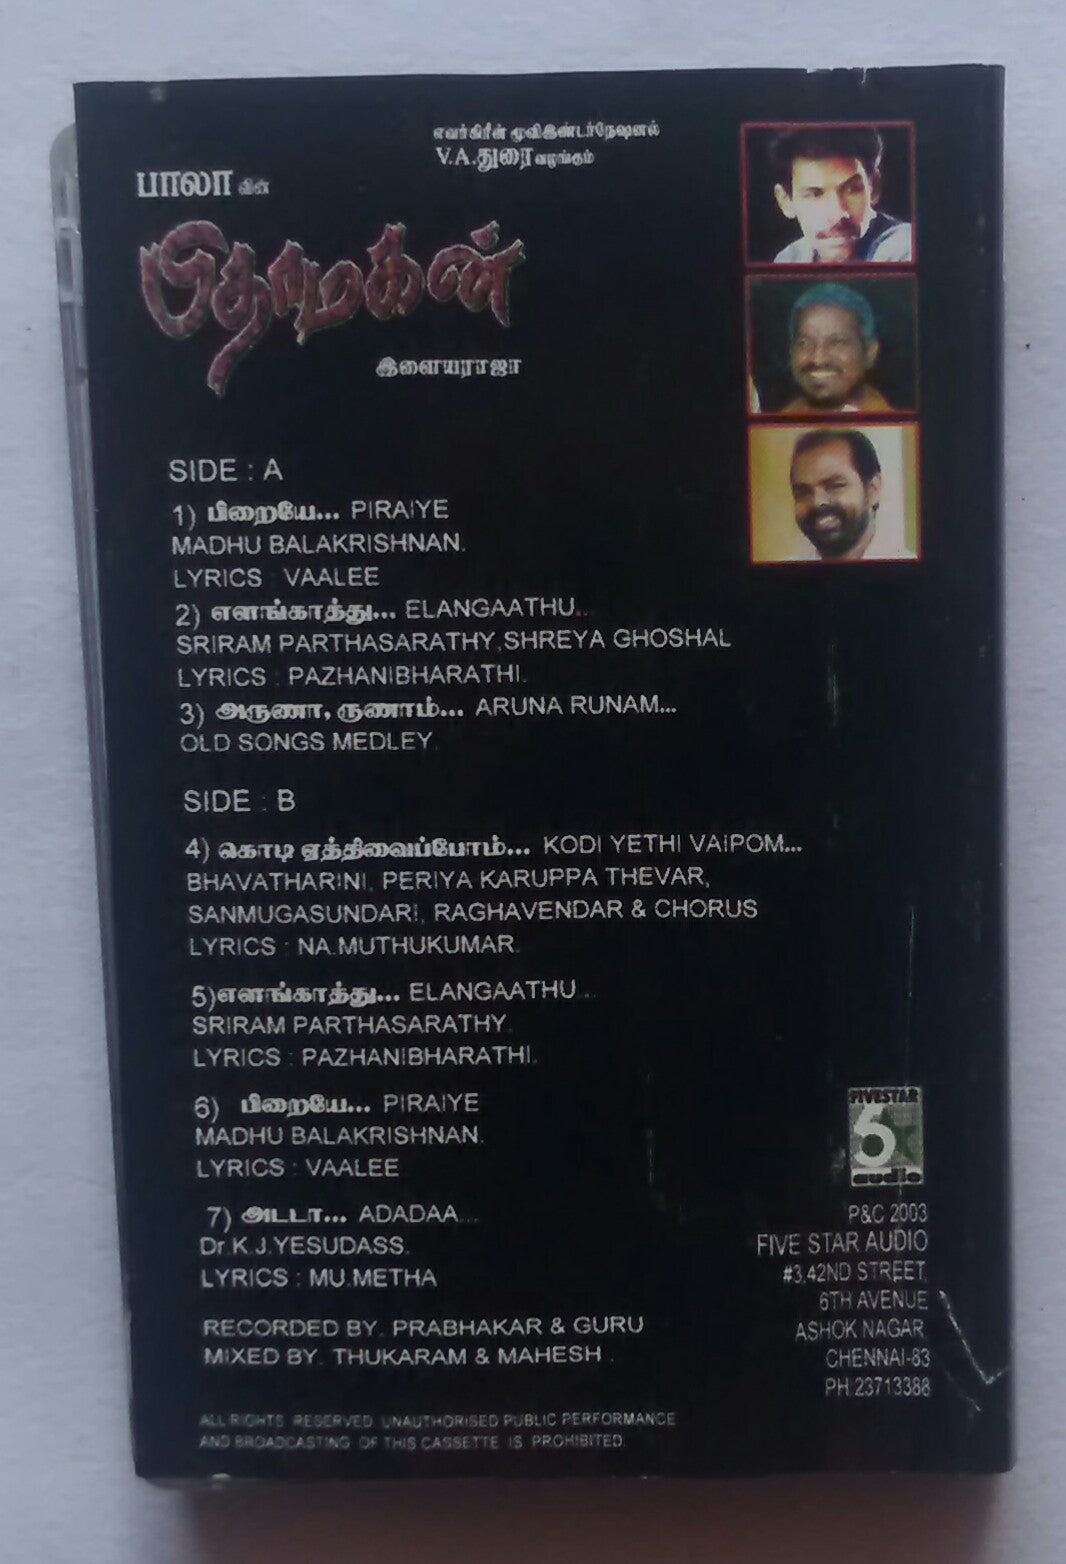 எவர்கிரீன் மூவிஇண்டர்நேஷனல்
V.A.துரை வழங்கும்
பாலா வின்
பிதாமகன்
இளையராஜா
SIDE : A
1) பிறையே... PIRAIYE
MADHU BALAKRISHNAN.
LYRICS : VAALEE
2) எளங்காத்து... ELANGAATHU...
SRIRAM PARTHASARATHY,SHREYA GHOSHAL
LYRICS : PAZHANIBHARATHI.
3) அருணா, ருணாம்... ARUNA RUNAM...
OLD SONGS MEDLEY.
SIDE : B
4) கொடி ஏத்திவைப்போம்... KODI YETHI VAIPOM...
BHAVATHARINI, PERIYA KARUPPA THEVAR,
SANMUGASUNDARI, RAGHAVENDAR & CHORUS
LYRICS : NA.MUTHUKUMAR.
5)எளங்காத்து... ELANGAATHU...
SRIRAM PARTHASARATHY.
LYRICS : PAZHANIBHARATHI.
6) பிறையே... PIRAIYE
MADHU BALAKRISHNAN.
LYRICS : VAALEE
7) அடடா... ADADAA...
Dr.K.J.YESUDASS.
LYRICS : MU.METHA
RECORDED BY. PRABHAKAR & GURU
MIXED BY. THUKARAM & MAHESH .
ALL RIGHTS RESERVED. UNAUTHORISED PUBLIC PERFORMANCE
AND BROADCASTING OF THIS CASSETTE IS PROHIBITED.
FIVESTAR
5
audio
P&C 2003
FIVE STAR AUDIO
#3,42ND STREET,
6TH AVENUE
ASHOK NAGAR,
CHENNAI-83
PH:23713388